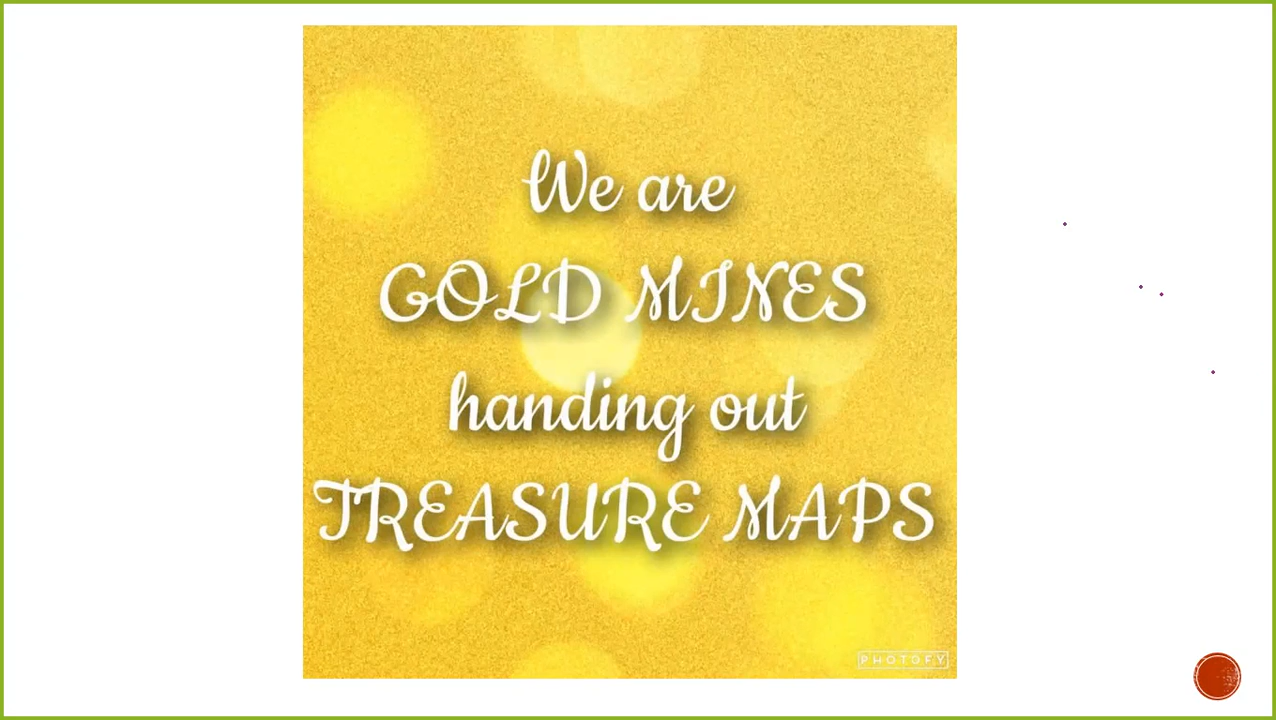 We are
GOLD MINES
handing out
TREASURE MAPS
PHOTOFY